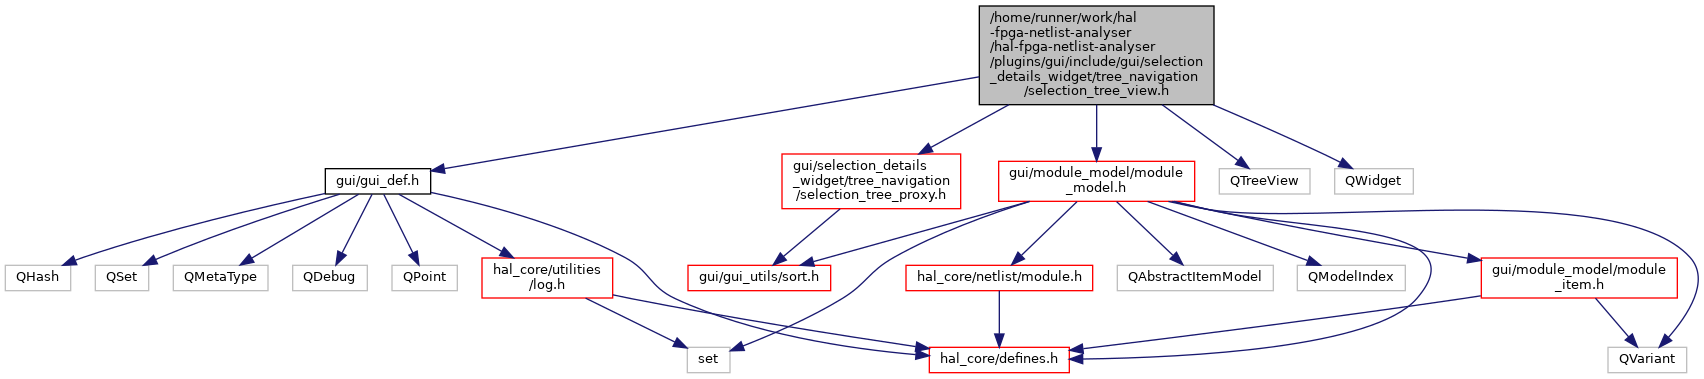 /home/runner/work/hal
-fpga-netlist-analyser
/hal-fpga-netlist-analyser
/plugins/gui/include/gui/selection
_details_widget/tree_navigation
/selection_tree_view.h
gui/gui_def.h
gui/selection_details
_widget/tree_navigation
/selection_tree_proxy.h
gui/module_model/module
_model.h
QTreeView
QWidget
QHash
QSet
QMetaType
QDebug
QPoint
hal_core/utilities
/log.h
gui/gui_utils/sort.h
hal_core/netlist/module.h
QAbstractItemModel
QModelIndex
gui/module_model/module
_item.h
set
hal_core/defines.h
QVariant